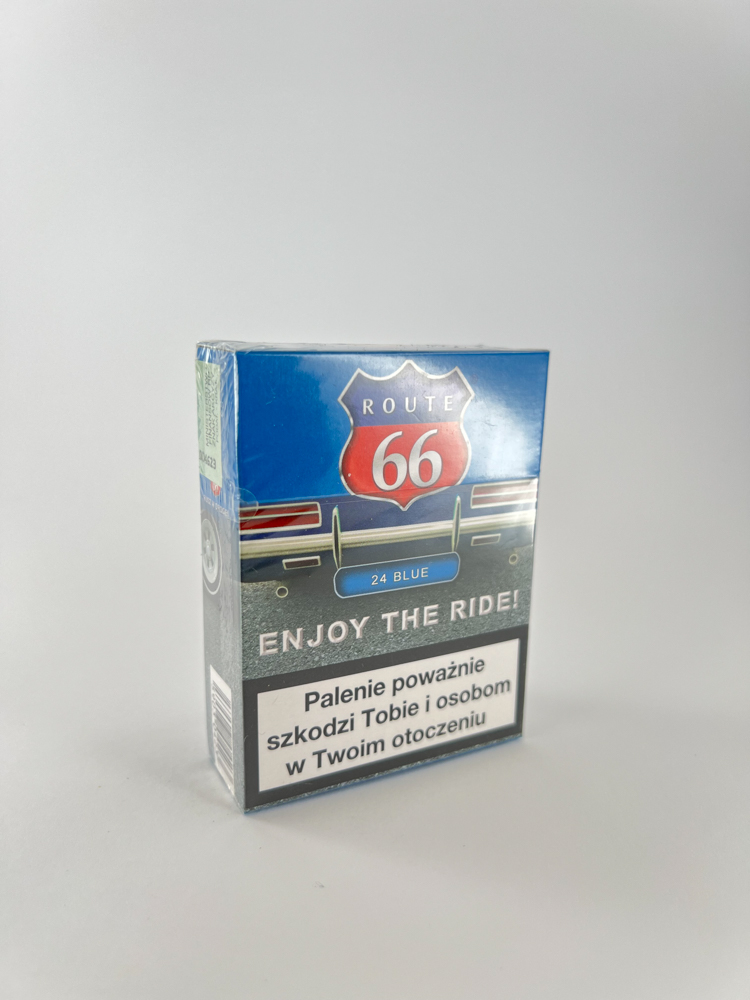 ROUTE
66
24 BLUE
ENJOY THE RIDE!
Palenie poważnie
szkodzi Tobie i osobom
w Twoim otoczeniu